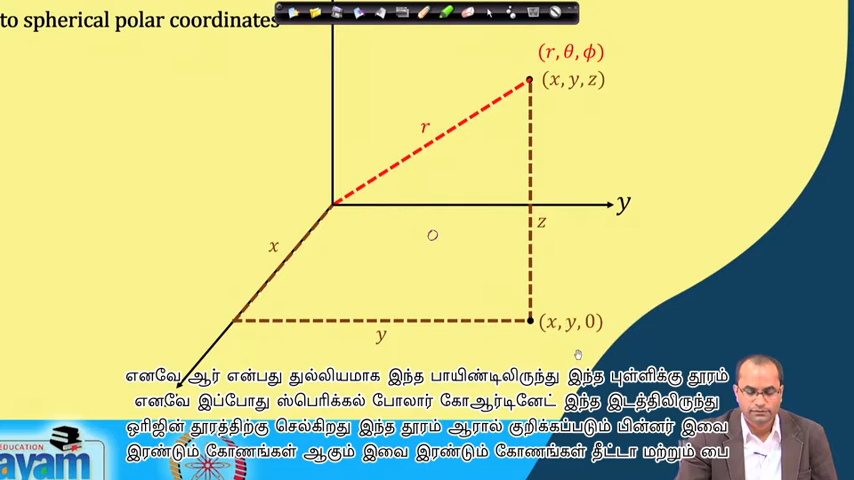 to spherical polar coordinates
(r, θ, ϕ)
(x, y, z)
r
y
z
x
(x, y, 0)
y
எனவே ஆர் என்பது துல்லியமாக இந்த பாயிண்டிலிருந்து இந்த புள்ளிக்கு தூரம்
எனவே இப்போது ஸ்பெரிக்கல் போலார் கோஆர்டினேட் இந்த இடத்திலிருந்து
ஒரிஜின் தூரத்திற்கு செல்கிறது இந்த தூரம் ஆரால் குறிக்கப்படும் பின்னர் இவை
இரண்டும் கோணங்கள் ஆகும் இவை இரண்டும் கோணங்கள் தீட்டா மற்றும் பை
EDUCATION
ayam